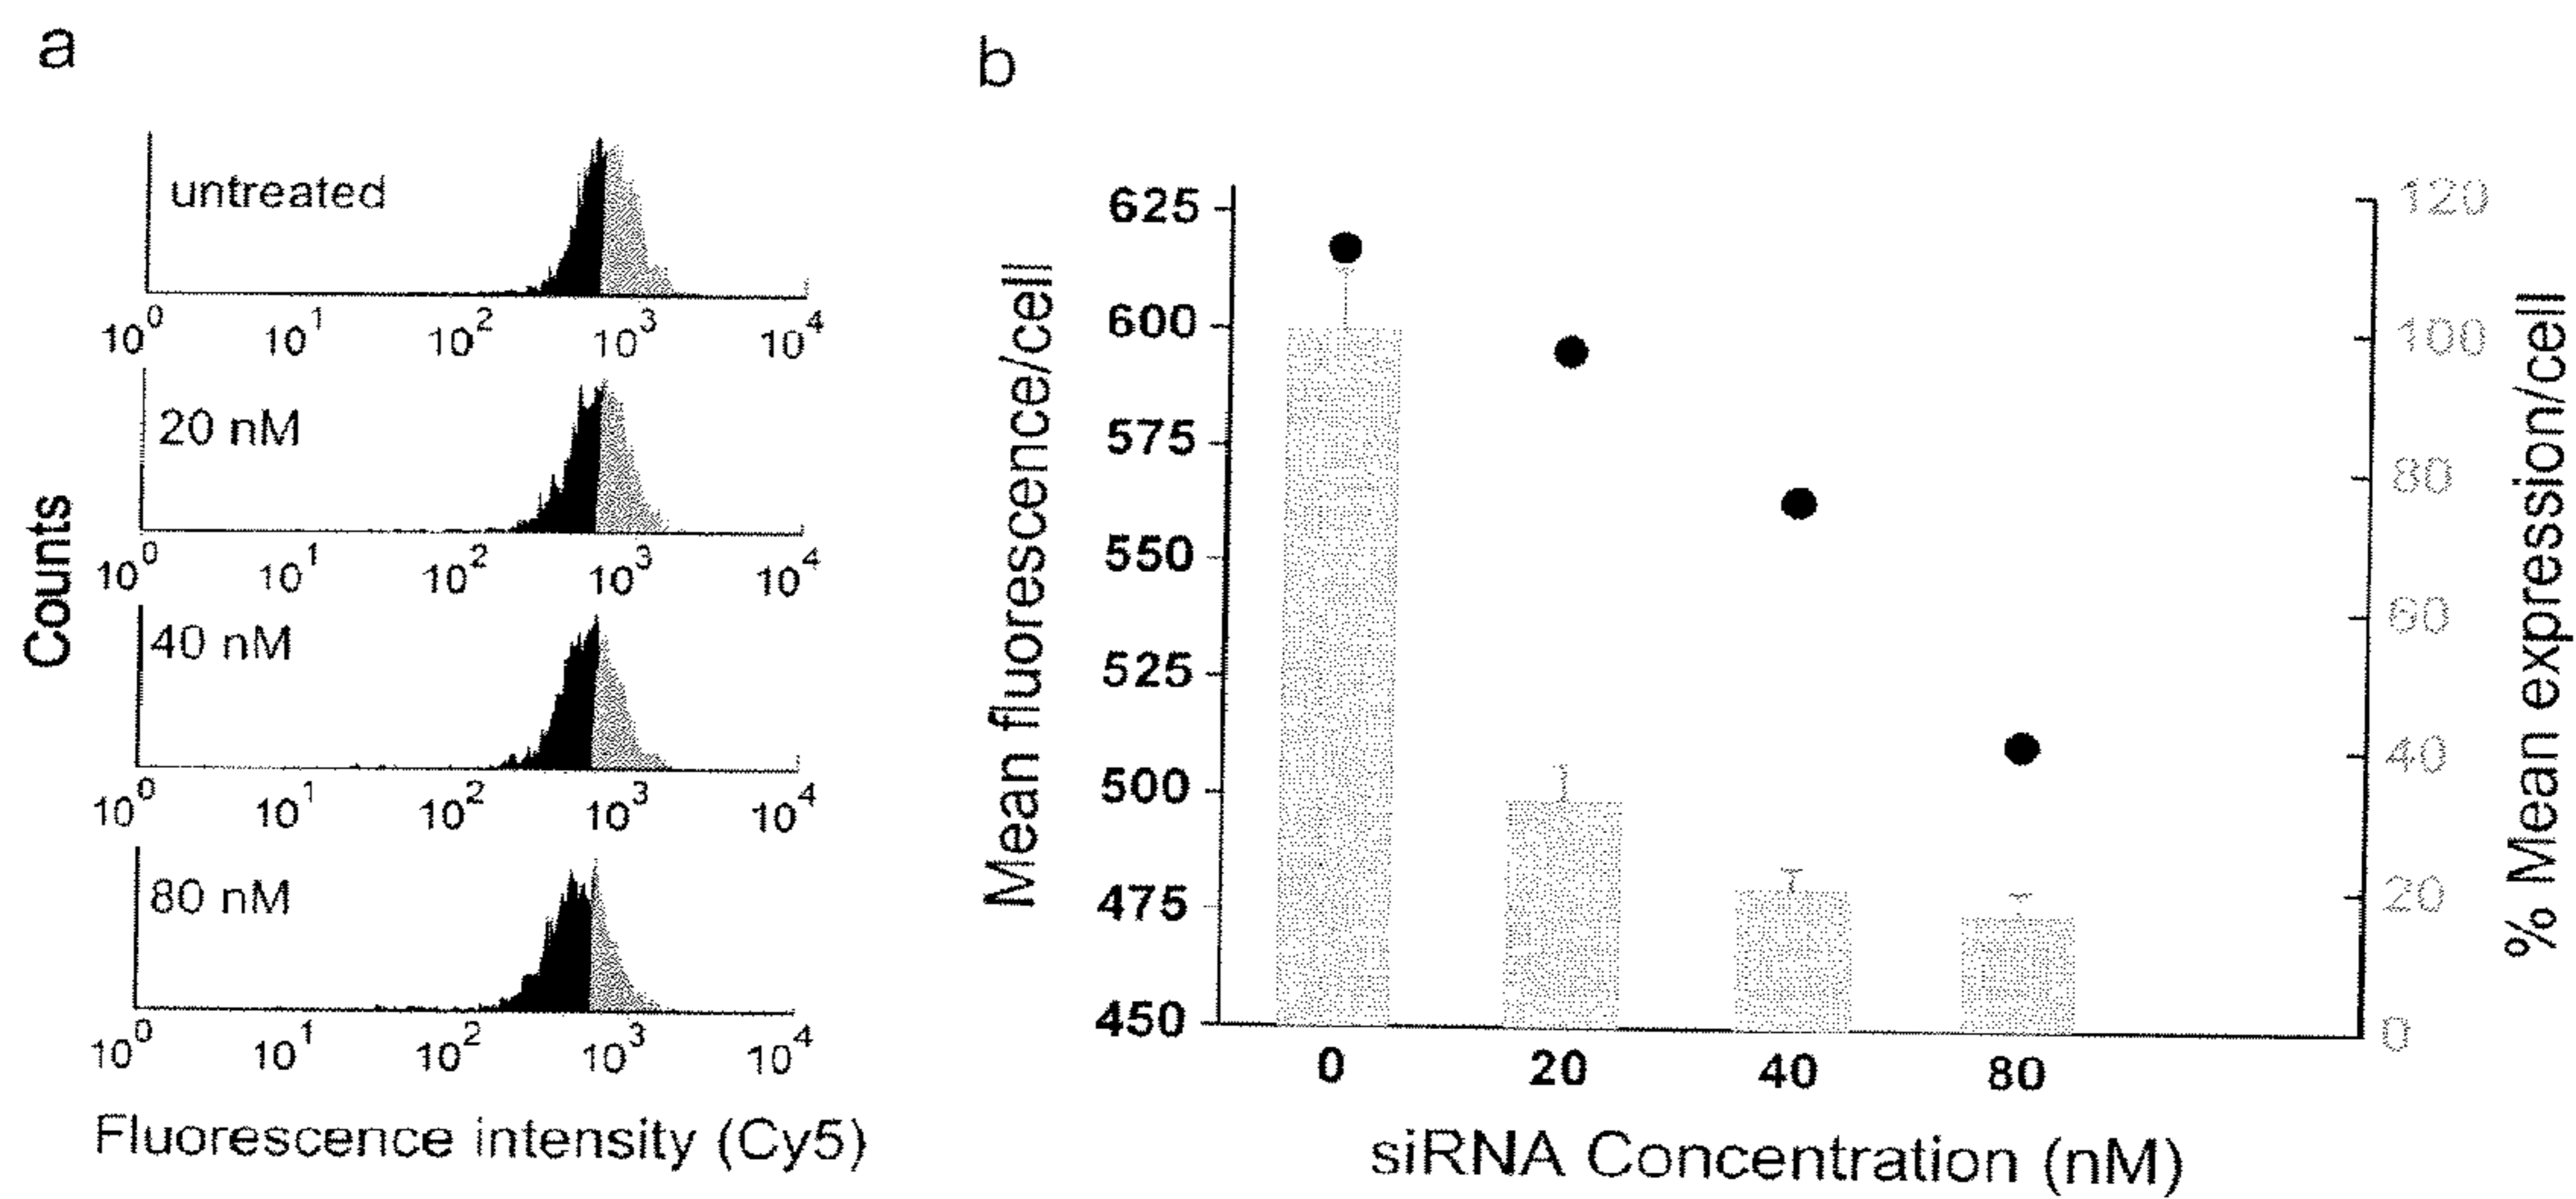 a
untreated
10^0 10^1 10^2 10^3 10^4
20 nM
10^0 10^1 10^2 10^3 10^4
40 nM
10^0 10^1 10^2 10^3 10^4
80 nM
10^0 10^1 10^2 10^3 10^4
Counts
Fluorescence intensity (Cy5)
b
Mean fluorescence/cell
625
600
575
550
525
500
475
450
0 20 40 80
siRNA Concentration (nM)
120
100
80
60
40
20
0
% Mean expression/cell